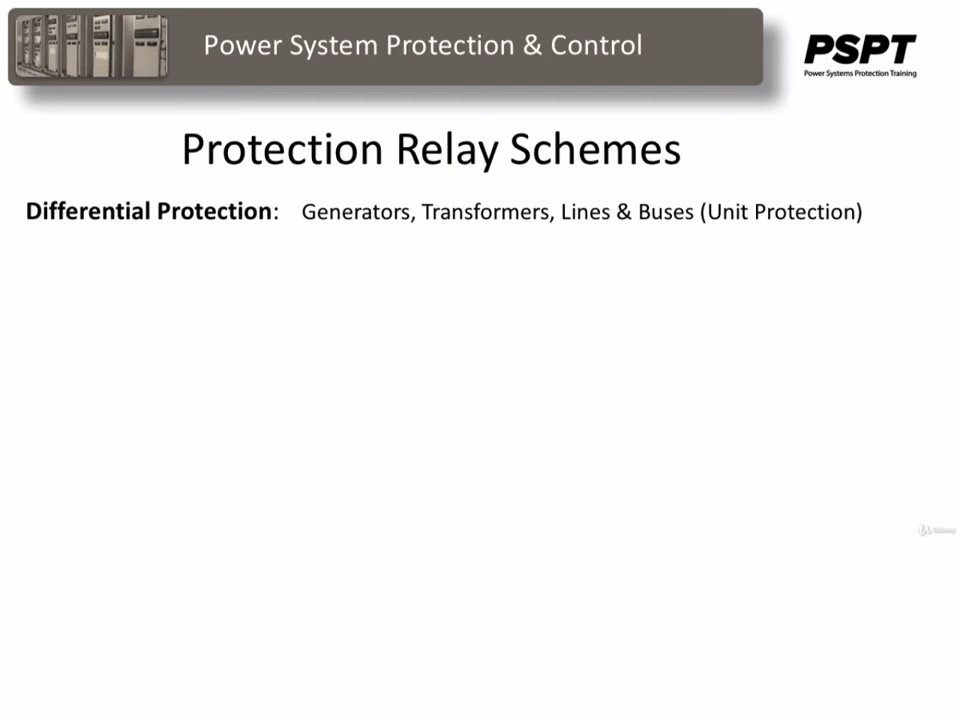 Power System Protection & Control
PSPT
Power Systems Protection Training
Protection Relay Schemes
Differential Protection: Generators, Transformers, Lines & Buses (Unit Protection)